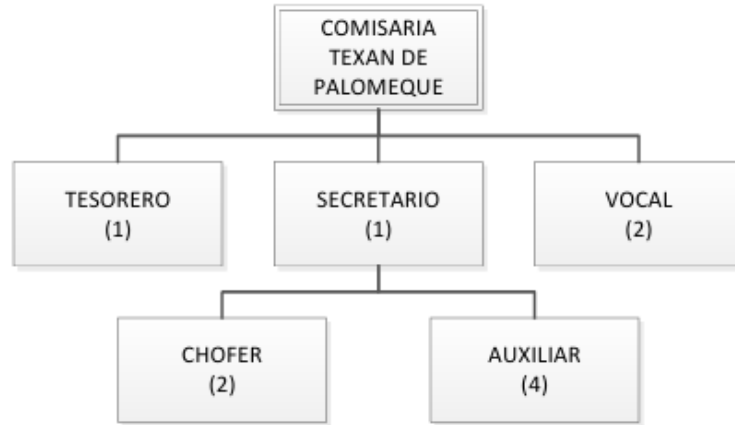 COMISARIA
TEXAN DE
PALOMEQUE
TESORERO
(1)
SECRETARIO
(1)
VOCAL
(2)
CHOFER
(2)
AUXILIAR
(4)